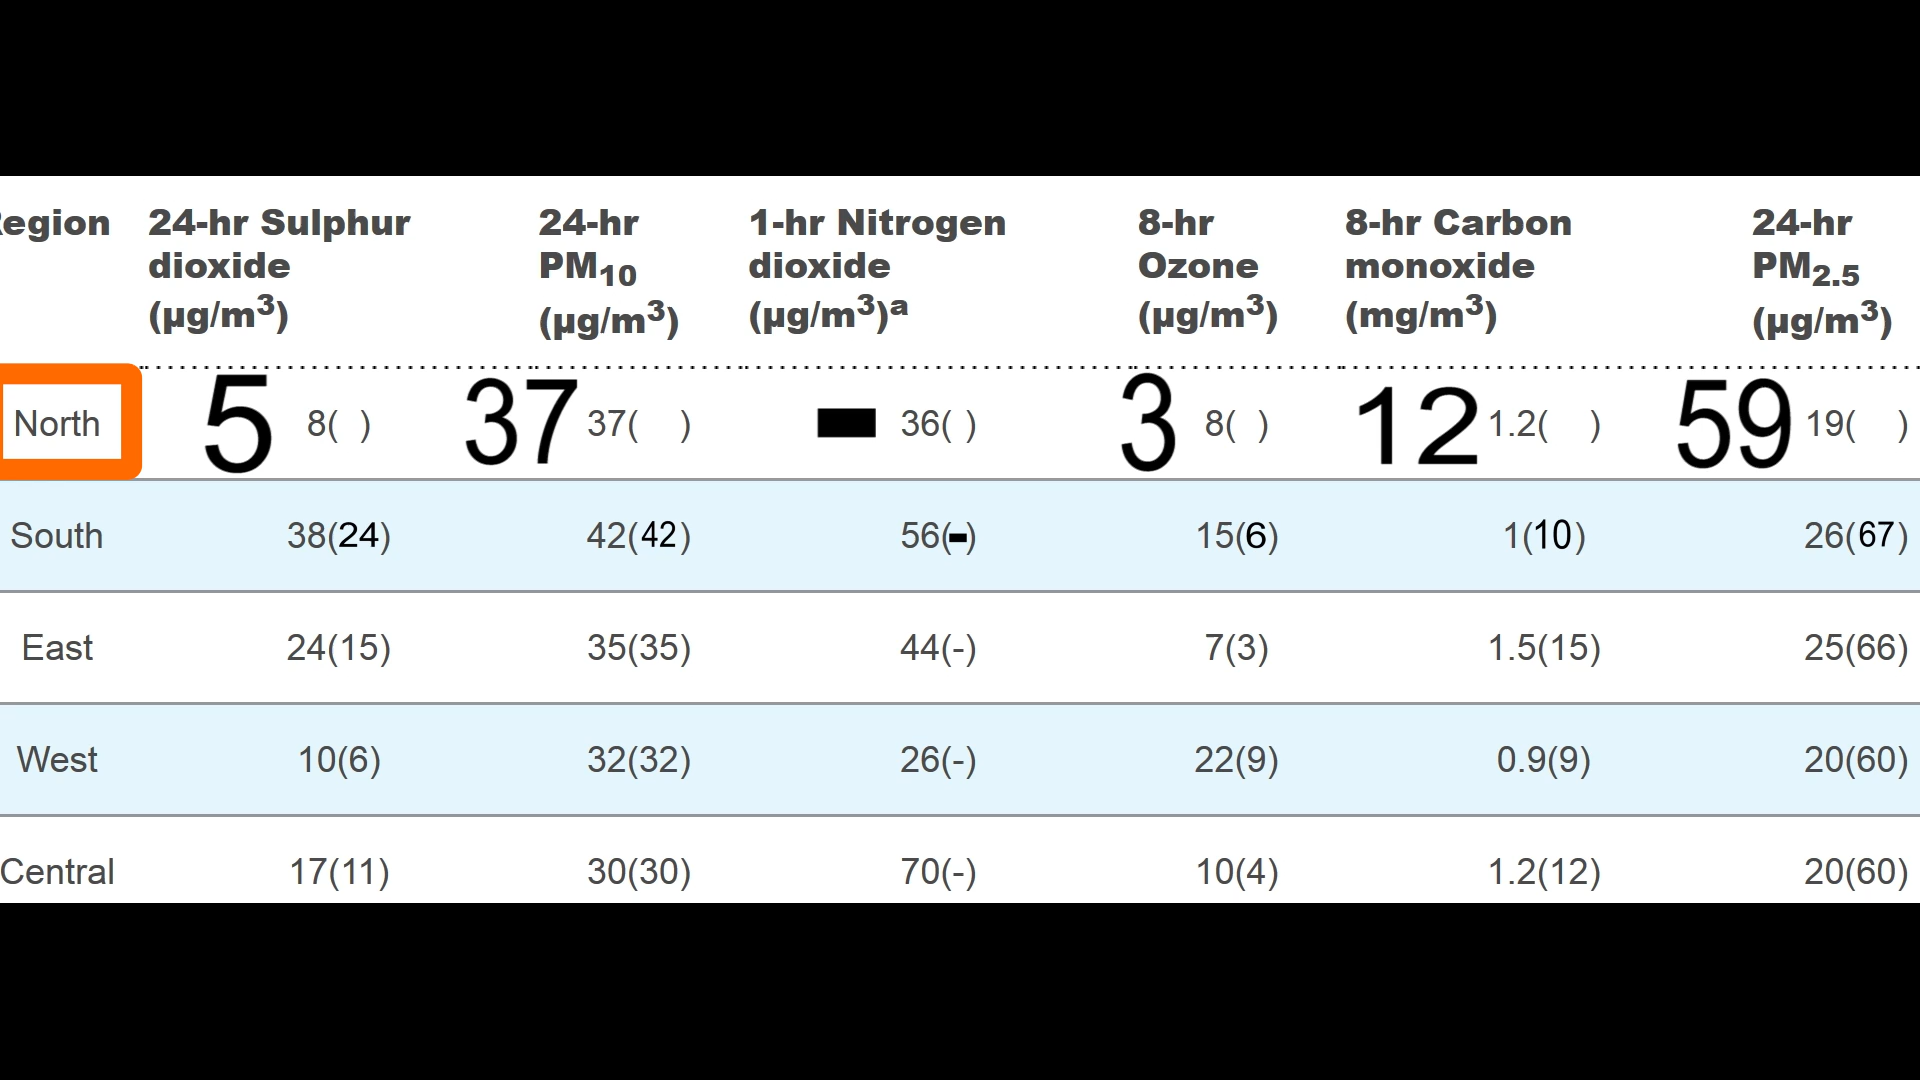 egion 24-hr Sulphur dioxide (µg/m³) 24-hr PM₁₀ (µg/m³) 1-hr Nitrogen dioxide (µg/m³)ª 8-hr Ozone (µg/m³) 8-hr Carbon monoxide (mg/m³) 24-hr PM₂.₅ (µg/m³)
North 5 8( ) 37 37( ) - 36( ) 3 8( ) 12 1.2( ) 59 19( )
South 38(24) 42(42) 56(-) 15(6) 1(10) 26(67)
East 24(15) 35(35) 44(-) 7(3) 1.5(15) 25(66)
West 10(6) 32(32) 26(-) 22(9) 0.9(9) 20(60)
Central 17(11) 30(30) 70(-) 10(4) 1.2(12) 20(60)